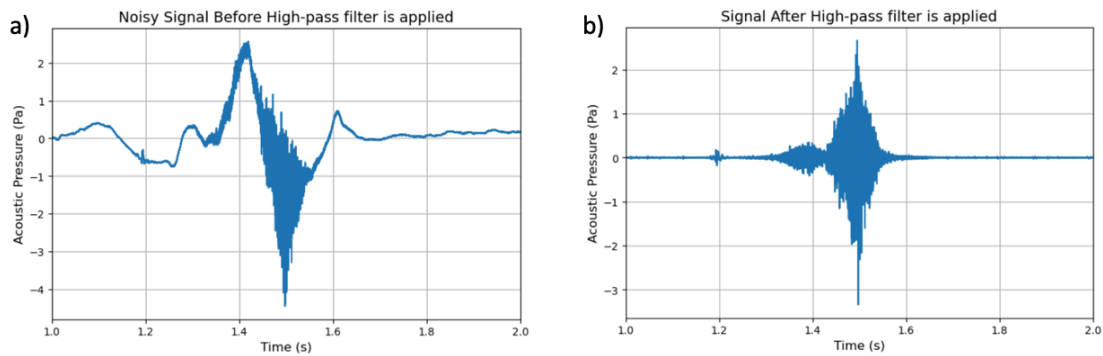 a)
Noisy Signal Before High-pass filter is applied
Acoustic Pressure (Pa)
2
1
0
−1
−2
−3
−4
1.0 1.2 1.4 1.6 1.8 2.0
Time (s)
b)
Signal After High-pass filter is applied
Acoustic Pressure (Pa)
2
1
0
−1
−2
−3
1.0 1.2 1.4 1.6 1.8 2.0
Time (s)